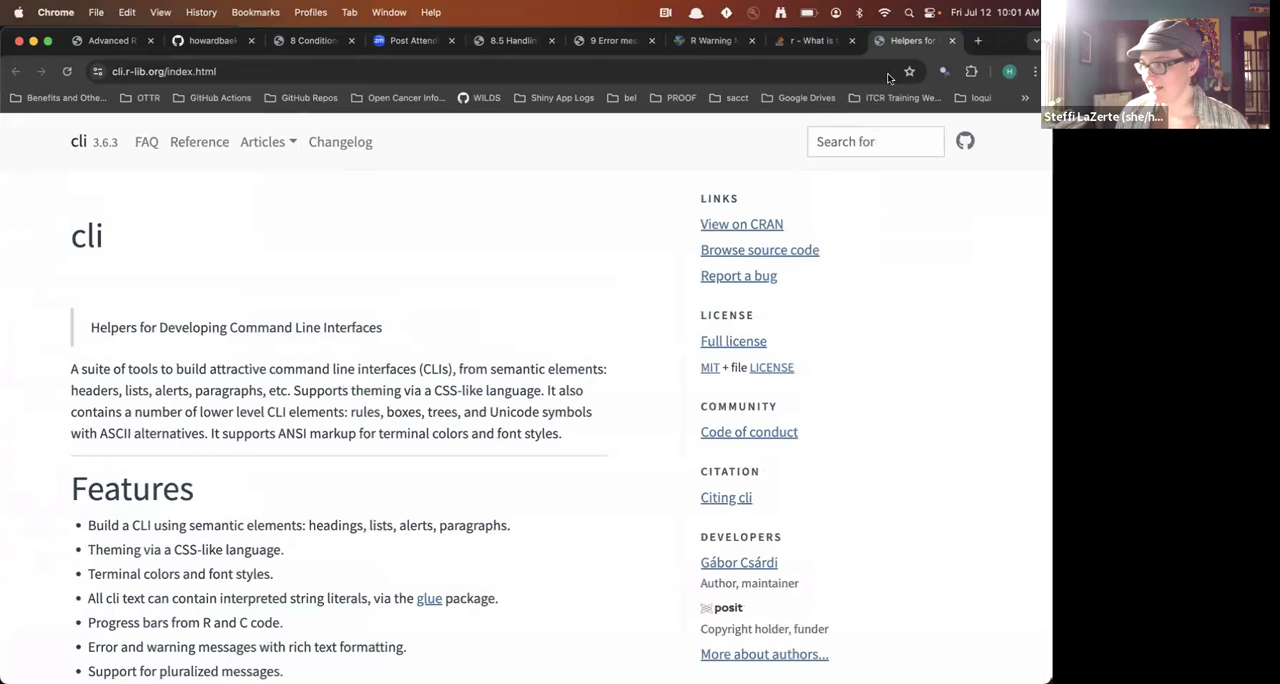 Chrome File Edit View History Bookmarks Profiles Tab Window Help Fri Jul 12 10:01 AM
Advanced R howardbaek 8 Condition Post Attend 8.5 Handlin 9 Error mes R Warning M r - What is t Helpers for
cli.r-lib.org/index.html
Benefits and Othe... OTTR GitHub Actions GitHub Repos Open Cancer Info... WILDS Shiny App Logs bel PROOF sacct Google Drives ITCR Training We... loqui
Steffi LaZerte (she/h...
cli 3.6.3 FAQ Reference Articles Changelog Search for
cli
Helpers for Developing Command Line Interfaces
A suite of tools to build attractive command line interfaces (CLIs), from semantic elements:
headers, lists, alerts, paragraphs, etc. Supports theming via a CSS-like language. It also
contains a number of lower level CLI elements: rules, boxes, trees, and Unicode symbols
with ASCII alternatives. It supports ANSI markup for terminal colors and font styles.
Features
• Build a CLI using semantic elements: headings, lists, alerts, paragraphs.
• Theming via a CSS-like language.
• Terminal colors and font styles.
• All cli text can contain interpreted string literals, via the glue package.
• Progress bars from R and C code.
• Error and warning messages with rich text formatting.
• Support for pluralized messages.
LINKS
View on CRAN
Browse source code
Report a bug
LICENSE
Full license
MIT + file LICENSE
COMMUNITY
Code of conduct
CITATION
Citing cli
DEVELOPERS
Gábor Csárdi
Author, maintainer
posit
Copyright holder, funder
More about authors...